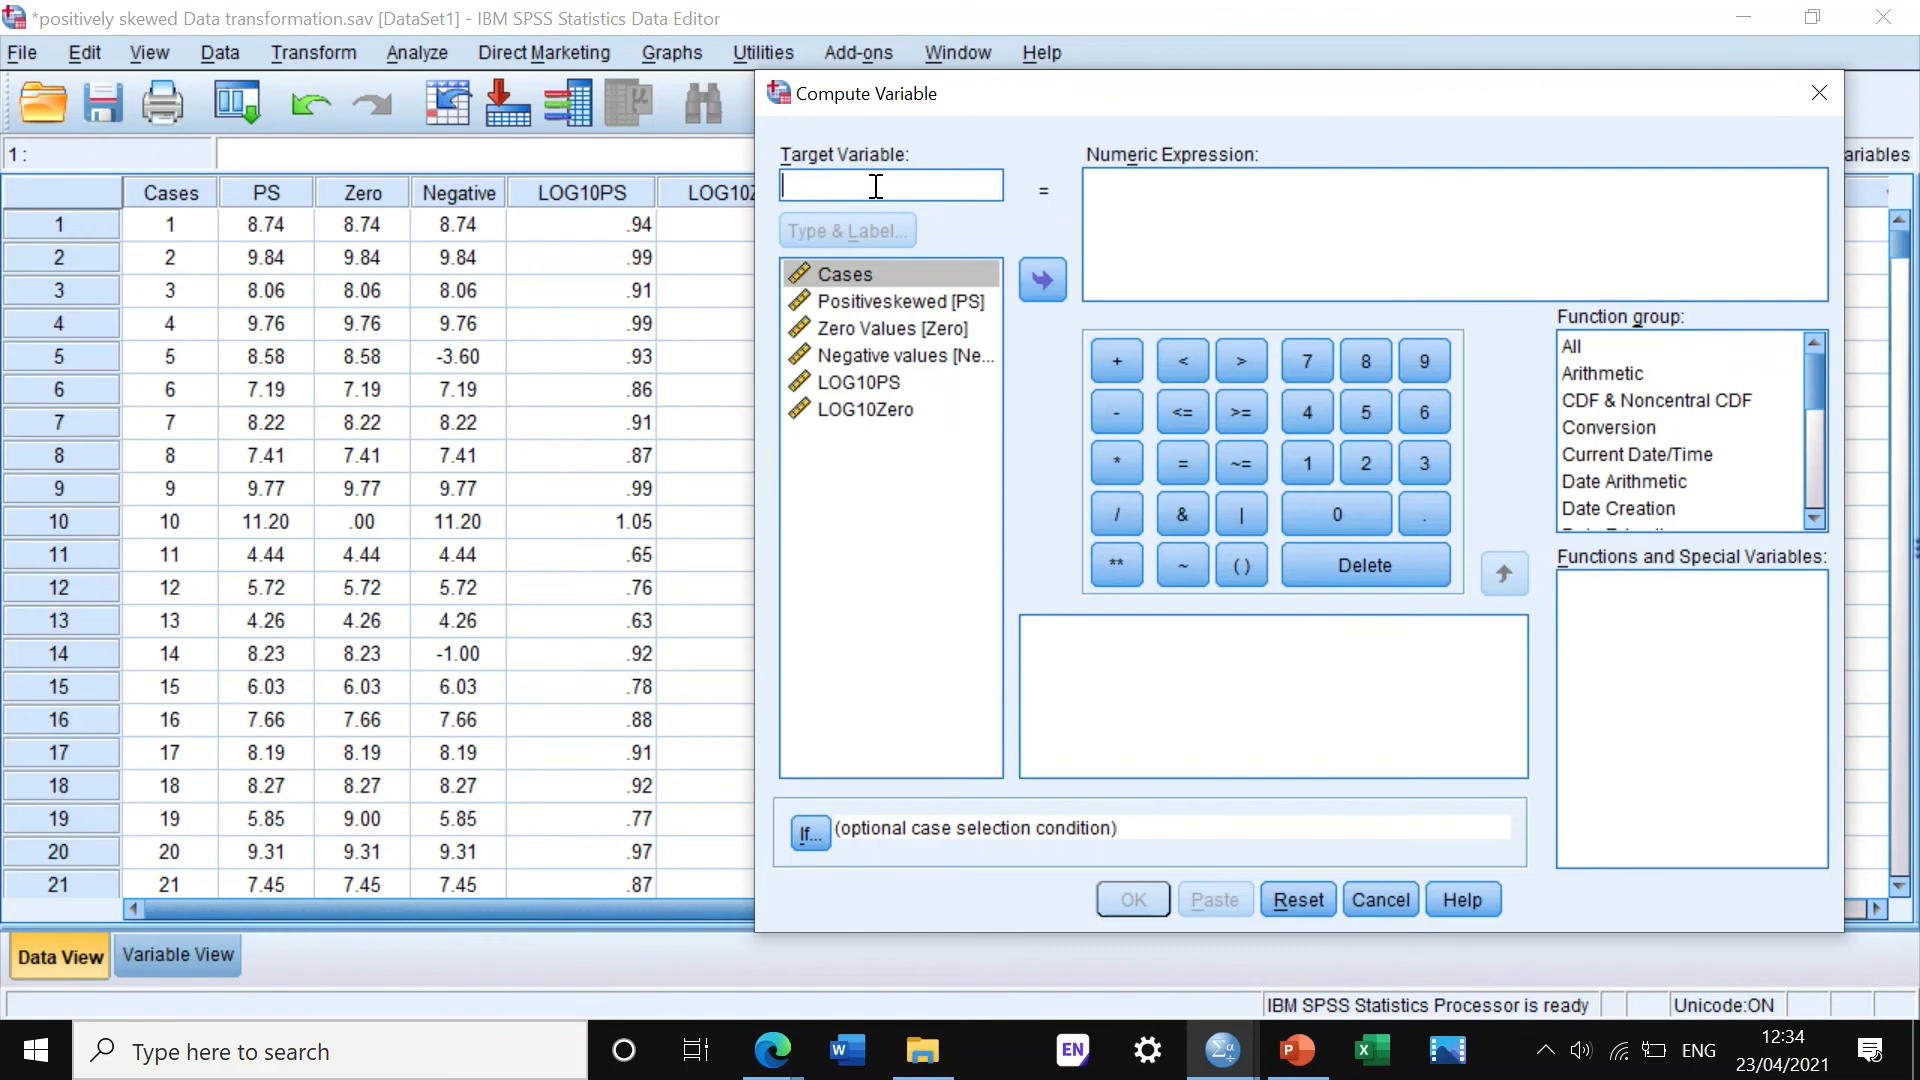 *positively skewed Data transformation.sav [DataSet1] - IBM SPSS Statistics Data Editor
File Edit View Data Transform Analyze Direct Marketing Graphs Utilities Add-ons Window Help
1 :
ariables
Cases PS Zero Negative LOG10PS LOG10Z
1 1 8.74 8.74 8.74 .94
2 2 9.84 9.84 9.84 .99
3 3 8.06 8.06 8.06 .91
4 4 9.76 9.76 9.76 .99
5 5 8.58 8.58 -3.60 .93
6 6 7.19 7.19 7.19 .86
7 7 8.22 8.22 8.22 .91
8 8 7.41 7.41 7.41 .87
9 9 9.77 9.77 9.77 .99
10 10 11.20 .00 11.20 1.05
11 11 4.44 4.44 4.44 .65
12 12 5.72 5.72 5.72 .76
13 13 4.26 4.26 4.26 .63
14 14 8.23 8.23 -1.00 .92
15 15 6.03 6.03 6.03 .78
16 16 7.66 7.66 7.66 .88
17 17 8.19 8.19 8.19 .91
18 18 8.27 8.27 8.27 .92
19 19 5.85 9.00 5.85 .77
20 20 9.31 9.31 9.31 .97
21 21 7.45 7.45 7.45 .87
Compute Variable
Target Variable:
=
Numeric Expression:
Type & Label...
Cases
Positiveskewed [PS]
Zero Values [Zero]
Negative values [Ne...
LOG10PS
LOG10Zero
+ < > 7 8 9
- <= >= 4 5 6
* = ~= 1 2 3
/ & | 0 .
** ~ ( ) Delete
Function group:
All
Arithmetic
CDF & Noncentral CDF
Conversion
Current Date/Time
Date Arithmetic
Date Creation
Functions and Special Variables:
If... (optional case selection condition)
OK Paste Reset Cancel Help
Data View Variable View
IBM SPSS Statistics Processor is ready Unicode:ON
Type here to search
EN
ENG
12:34
23/04/2021